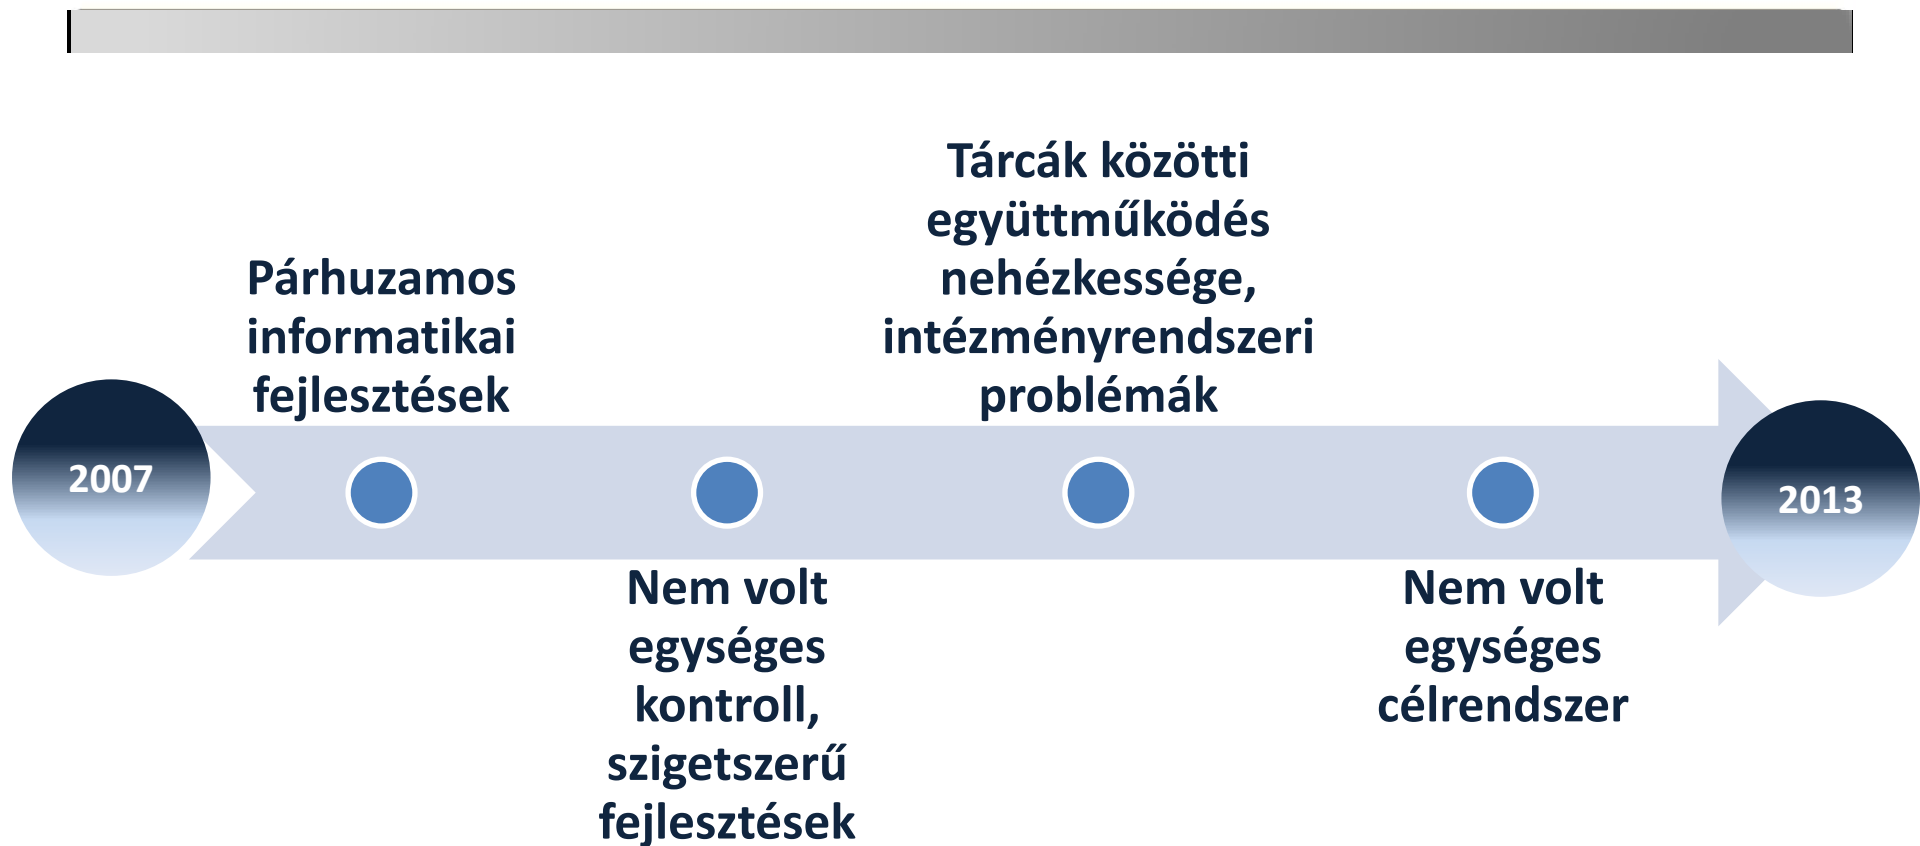 2007
Párhuzamos
informatikai
fejlesztések
Nem volt
egységes
kontroll,
szigetszerű
fejlesztések
Tárcák közötti
együttműködés
nehézkessége,
intézményrendszeri
problémák
Nem volt
egységes
célrendszer
2013